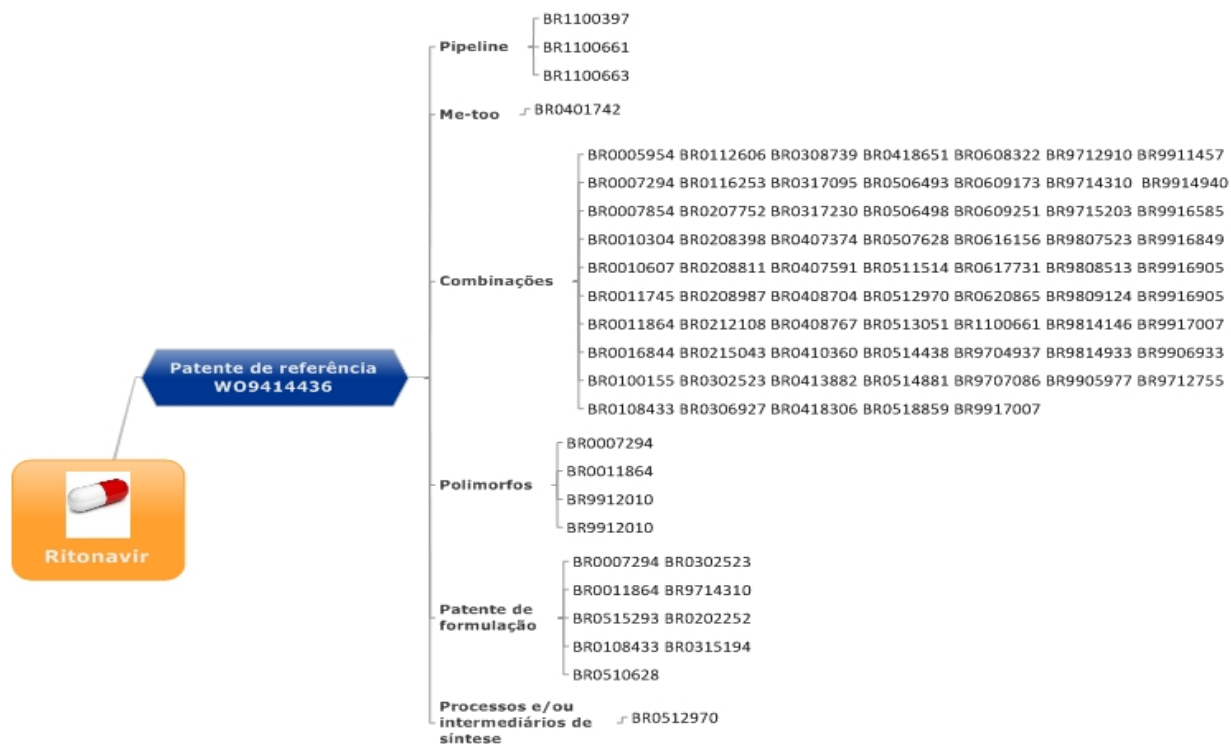 Ritonavir
Patente de referência
WO9414436
Pipeline
BR1100397
BR1100661
BR1100663
Me-too
BR0401742
Combinações
BR0005954 BR0112606 BR0308739 BR0418651 BR0608322 BR9712910 BR9911457
BR0007294 BR0116253 BR0317095 BR0506493 BR0609173 BR9714310 BR9914940
BR0007854 BR0207752 BR0317230 BR0506498 BR0609251 BR9715203 BR9916585
BR0010304 BR0208398 BR0407374 BR0507628 BR0616156 BR9807523 BR9916849
BR0010607 BR0208811 BR0407591 BR0511514 BR0617731 BR9808513 BR9916905
BR0011745 BR0208987 BR0408704 BR0512970 BR0620865 BR9809124 BR9916905
BR0011864 BR0212108 BR0408767 BR0513051 BR1100661 BR9814146 BR9917007
BR0016844 BR0215043 BR0410360 BR0514438 BR9704937 BR9814933 BR9906933
BR0100155 BR0302523 BR0413882 BR0514881 BR9707086 BR9905977 BR9712755
BR0108433 BR0306927 BR0418306 BR0518859 BR9917007
Polimorfos
BR0007294
BR0011864
BR9912010
BR9912010
Patente de
formulação
BR0007294 BR0302523
BR0011864 BR9714310
BR0515293 BR0202252
BR0108433 BR0315194
BR0510628
Processos e/ou
intermediários de
síntese
BR0512970